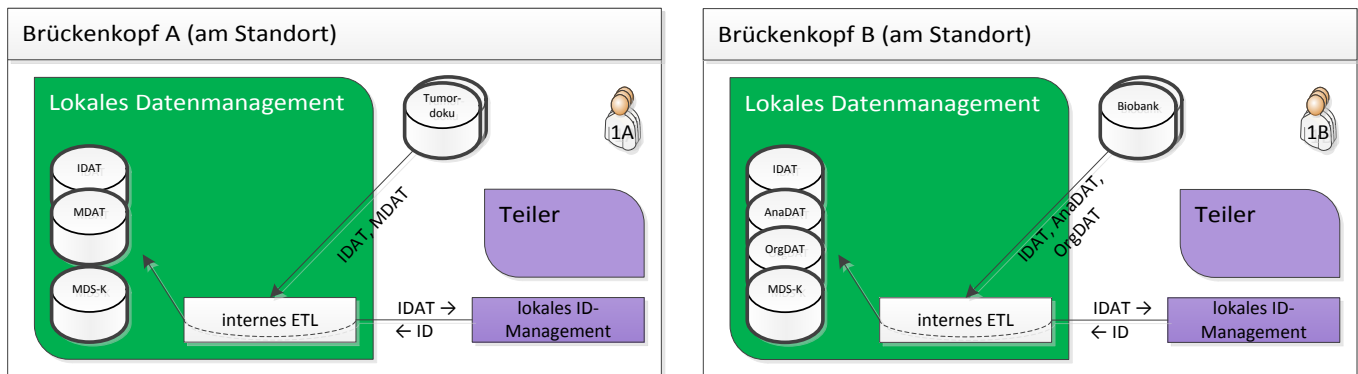 Brückenkopf A (am Standort)
Lokales Datenmanagement
Tumor-
doku
1A
IDAT
MDAT
MDS-K
IDAT, MDAT
Teiler
internes ETL
IDAT →
← ID
lokales ID-
Management
Brückenkopf B (am Standort)
Lokales Datenmanagement
Biobank
1B
IDAT
AnaDAT
OrgDAT
MDS-K
IDAT, AnaDAT,
OrgDAT
Teiler
internes ETL
IDAT →
← ID
lokales ID-
Management